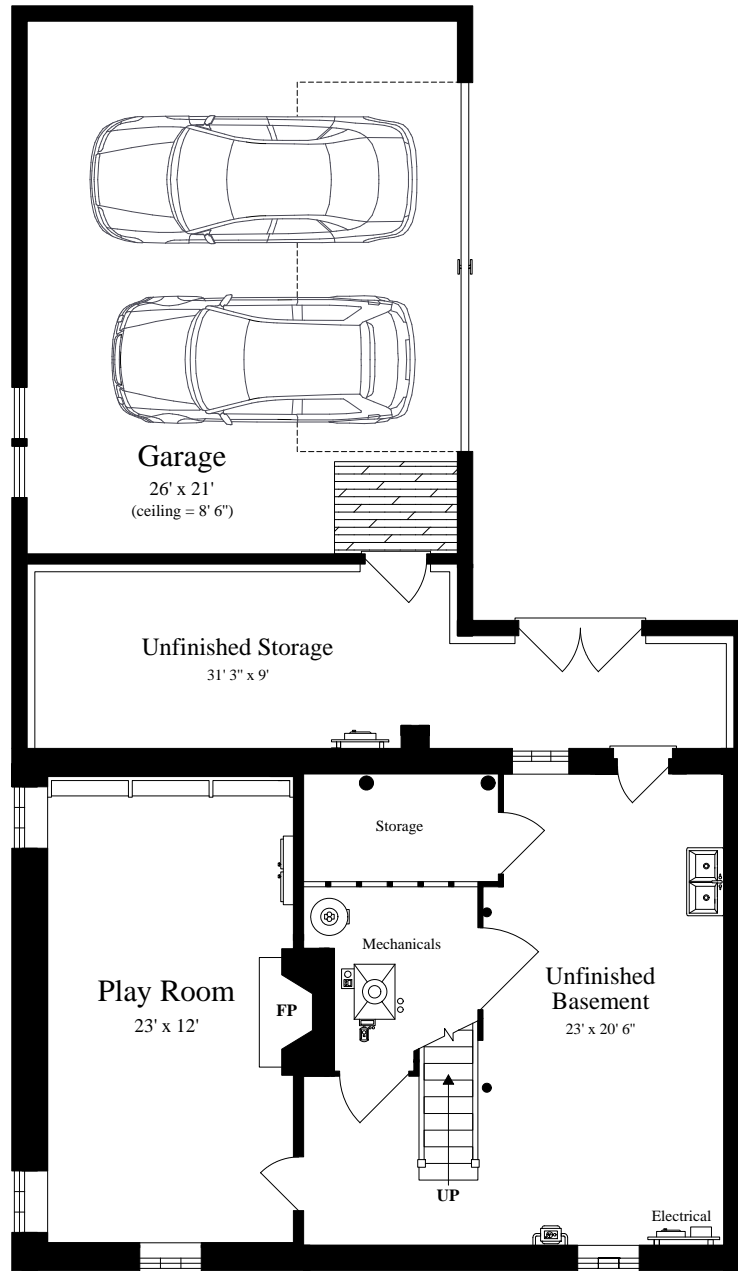 Garage
26' x 21'
(ceiling = 8' 6")
Unfinished Storage
31' 3" x 9'
Storage
Mechanicals
Play Room
23' x 12'
FP
Unfinished
Basement
23' x 20' 6"
UP
Electrical